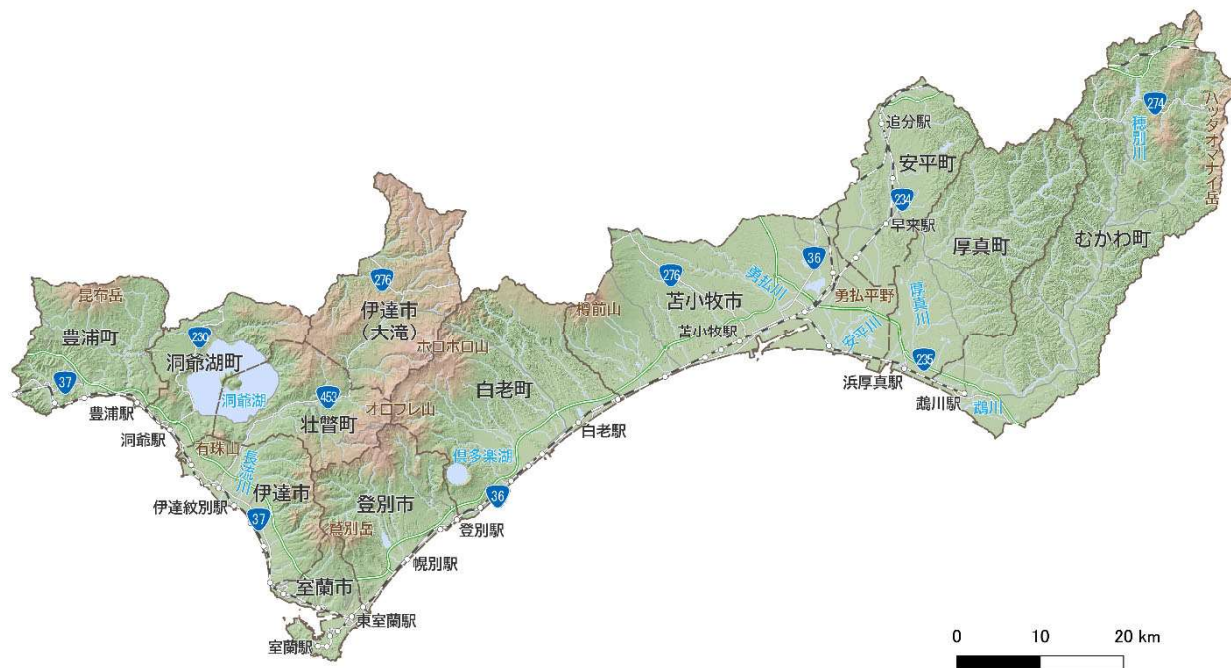 274
穂別川
ハッタオマナイ岳
追分駅
安平町
234
早来駅
厚真町
むかわ町
36
276
276
勇払川
勇払平野
厚真川
苫小牧市
苫小牧駅
安平川
235
浜厚真駅
鵡川駅
鵡川
樽前山
伊達市
(大滝)
ホロホロ山
白老町
昆布岳
豊浦町
230
洞爺湖町
洞爺湖
37
453
壮瞥町
オロフレ山
豊浦駅
洞爺駅
有珠山
長流川
白老駅
倶多楽湖
伊達市
登別市
36
伊達紋別駅
37
鷲別岳
登別駅
幌別駅
室蘭市
東室蘭駅
室蘭駅
0 10 20 km